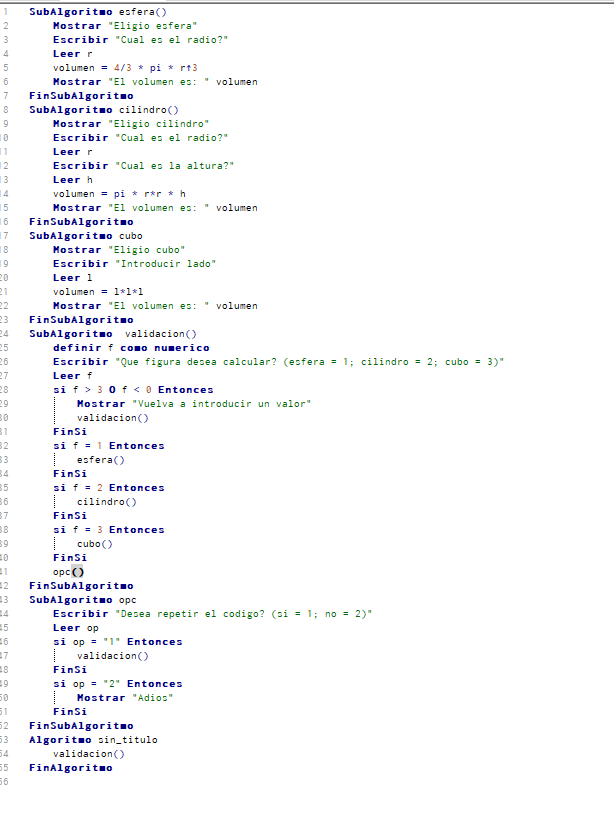 1 SubAlgoritmo esfera()
2 Mostrar "Eligio esfera"
3 Escribir "Cual es el radio?"
4 Leer r
5 volumen = 4/3 * pi * r↑3
6 Mostrar "El volumen es: " volumen
7 FinSubAlgoritmo
8 SubAlgoritmo cilindro()
9 Mostrar "Eligio cilindro"
10 Escribir "Cual es el radio?"
11 Leer r
12 Escribir "Cual es la altura?"
13 Leer h
14 volumen = pi * r*r * h
15 Mostrar "El volumen es: " volumen
16 FinSubAlgoritmo
17 SubAlgoritmo cubo
18 Mostrar "Eligio cubo"
19 Escribir "Introducir lado"
20 Leer l
21 volumen = l*l*l
22 Mostrar "El volumen es: " volumen
23 FinSubAlgoritmo
24 SubAlgoritmo validacion()
25 definir f como numerico
26 Escribir "Que figura desea calcular? (esfera = 1; cilindro = 2; cubo = 3)"
27 Leer f
28 si f > 3 O f < 0 Entonces
29 Mostrar "Vuelva a introducir un valor"
30 validacion()
31 FinSi
32 si f = 1 Entonces
33 esfera()
34 FinSi
35 si f = 2 Entonces
36 cilindro()
37 FinSi
38 si f = 3 Entonces
39 cubo()
40 FinSi
41 opc()
42 FinSubAlgoritmo
43 SubAlgoritmo opc
44 Escribir "Desea repetir el codigo? (si = 1; no = 2)"
45 Leer op
46 si op = "1" Entonces
47 validacion()
48 FinSi
49 si op = "2" Entonces
50 Mostrar "Adios"
51 FinSi
52 FinSubAlgoritmo
53 Algoritmo sin_titulo
54 validacion()
55 FinAlgoritmo
56